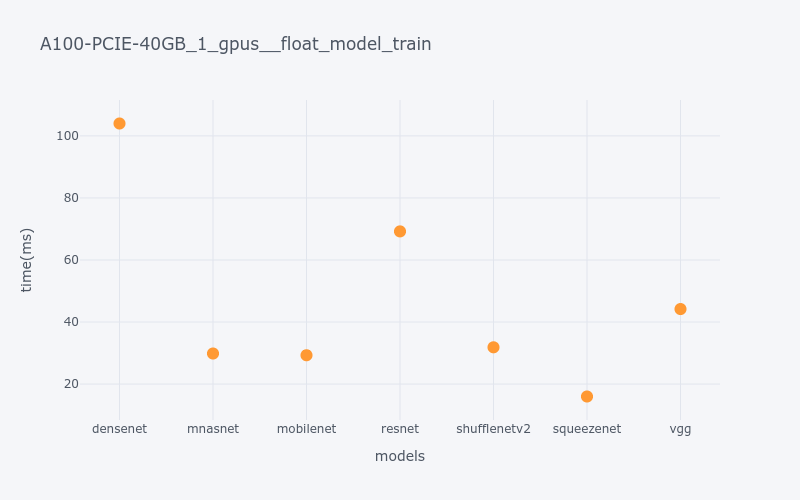 A100-PCIE-40GB_1_gpus__float_model_train
time(ms)
100
80
60
40
20
densenet mnasnet mobilenet resnet shufflenetv2 squeezenet vgg
models